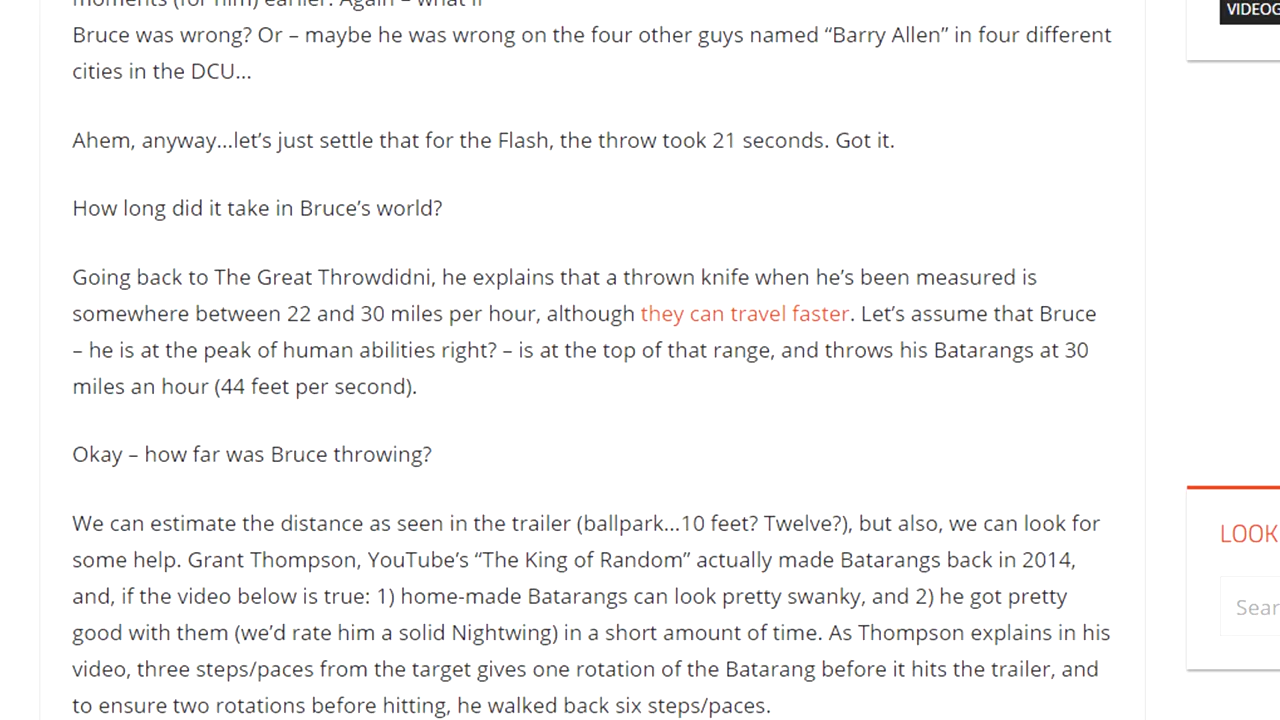 moments (for him) earlier. Again – what if
Bruce was wrong? Or – maybe he was wrong on the four other guys named “Barry Allen” in four different
cities in the DCU…
Ahem, anyway…let’s just settle that for the Flash, the throw took 21 seconds. Got it.
How long did it take in Bruce’s world?
Going back to The Great Throwdidni, he explains that a thrown knife when he’s been measured is
somewhere between 22 and 30 miles per hour, although they can travel faster. Let’s assume that Bruce
– he is at the peak of human abilities right? – is at the top of that range, and throws his Batarangs at 30
miles an hour (44 feet per second).
Okay – how far was Bruce throwing?
We can estimate the distance as seen in the trailer (ballpark…10 feet? Twelve?), but also, we can look for
some help. Grant Thompson, YouTube’s “The King of Random” actually made Batarangs back in 2014,
and, if the video below is true: 1) home-made Batarangs can look pretty swanky, and 2) he got pretty
good with them (we’d rate him a solid Nightwing) in a short amount of time. As Thompson explains in his
video, three steps/paces from the target gives one rotation of the Batarang before it hits the trailer, and
to ensure two rotations before hitting, he walked back six steps/paces.
VIDEOG
LOOK
Sear